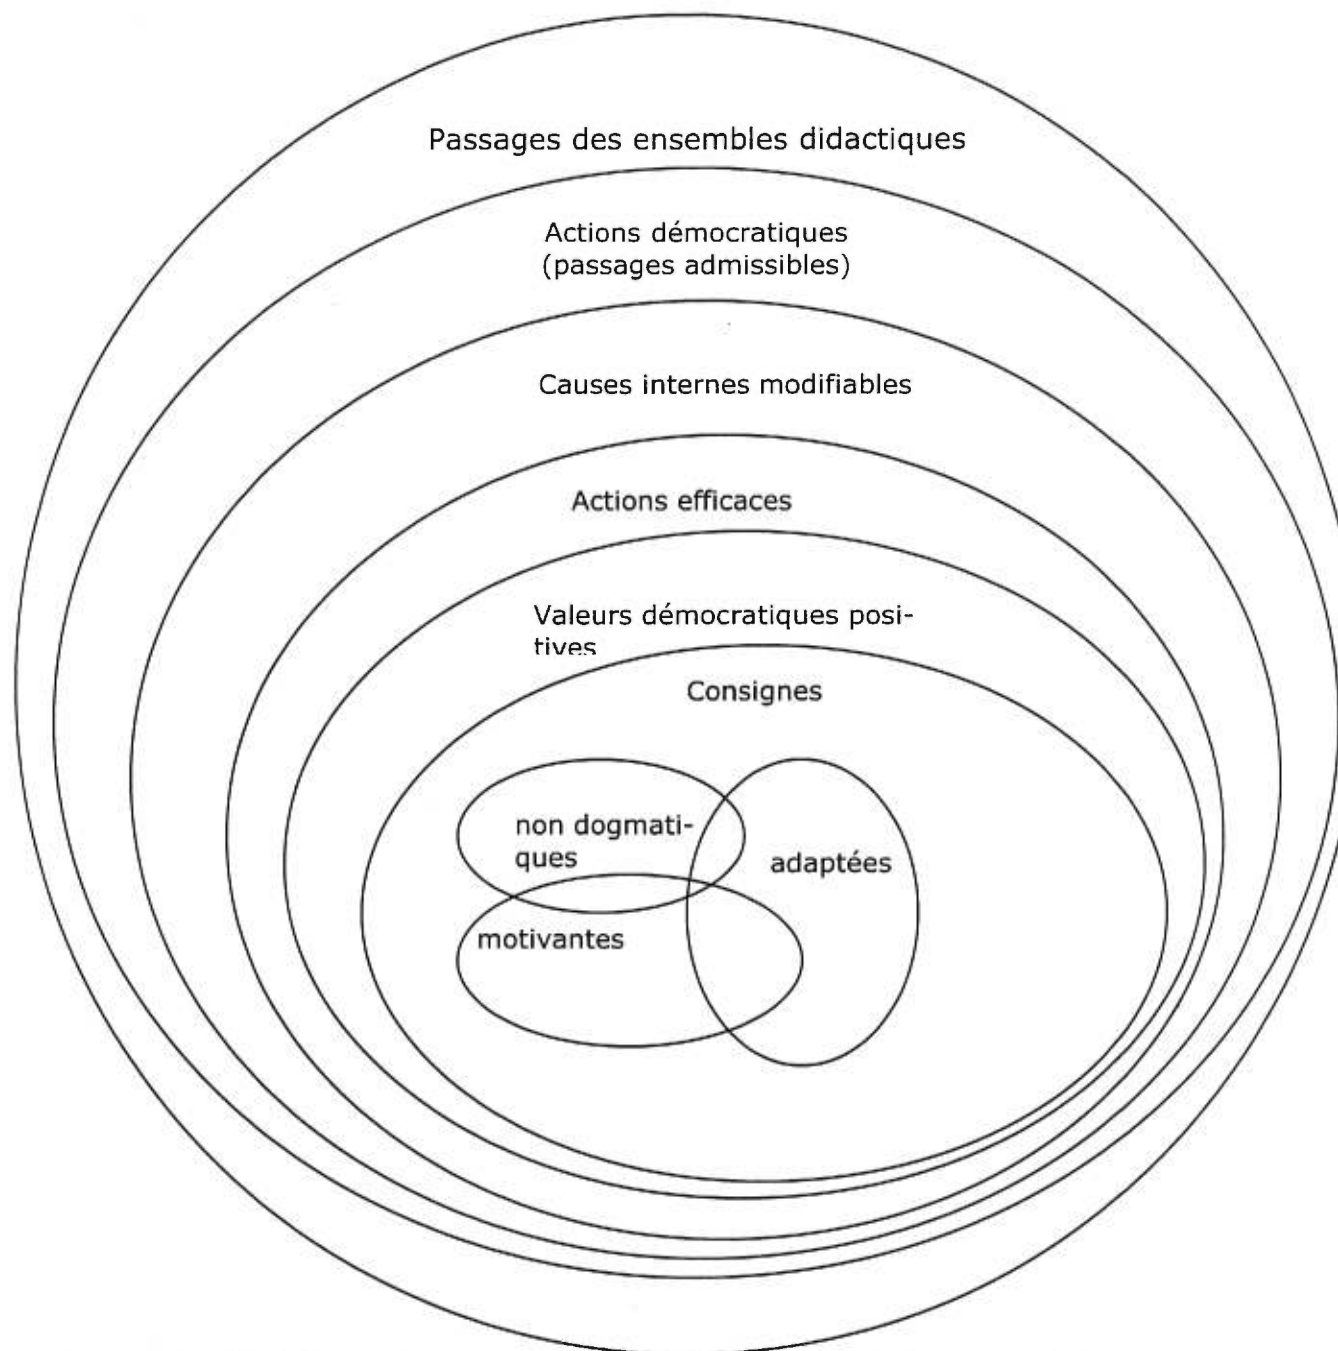 Passages des ensembles didactiques
Actions démocratiques
(passages admissibles)
Causes internes modifiables
Actions efficaces
Valeurs démocratiques posi-
tives
Consignes
non dogmati-
ques
adaptées
motivantes